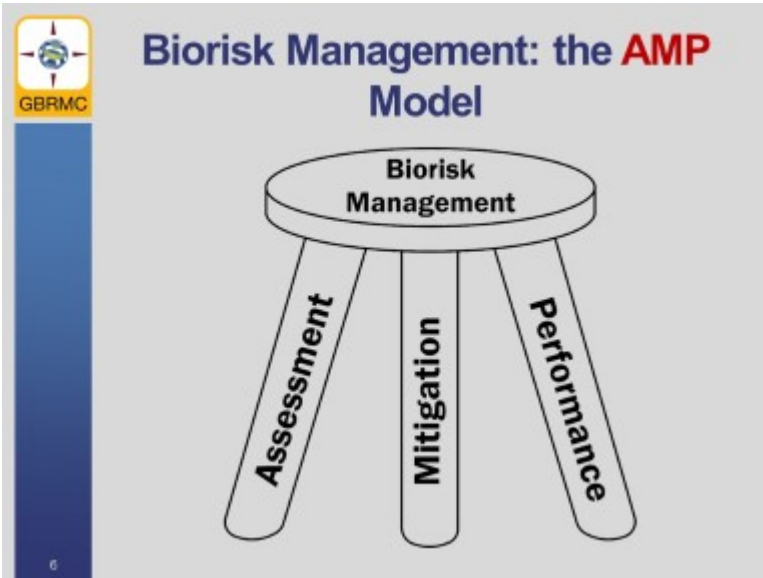 GBRMC
Biorisk Management: the AMP
Model
Biorisk
Management
Assessment
Mitigation
Performance
6